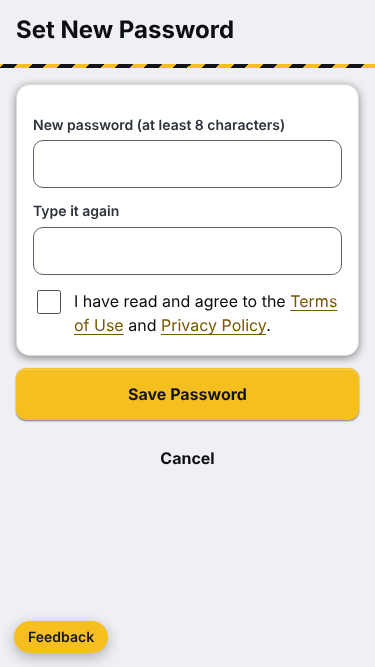 Set New Password
New password (at least 8 characters)
Type it again
I have read and agree to the Terms
of Use and Privacy Policy.
Save Password
Cancel
Feedback